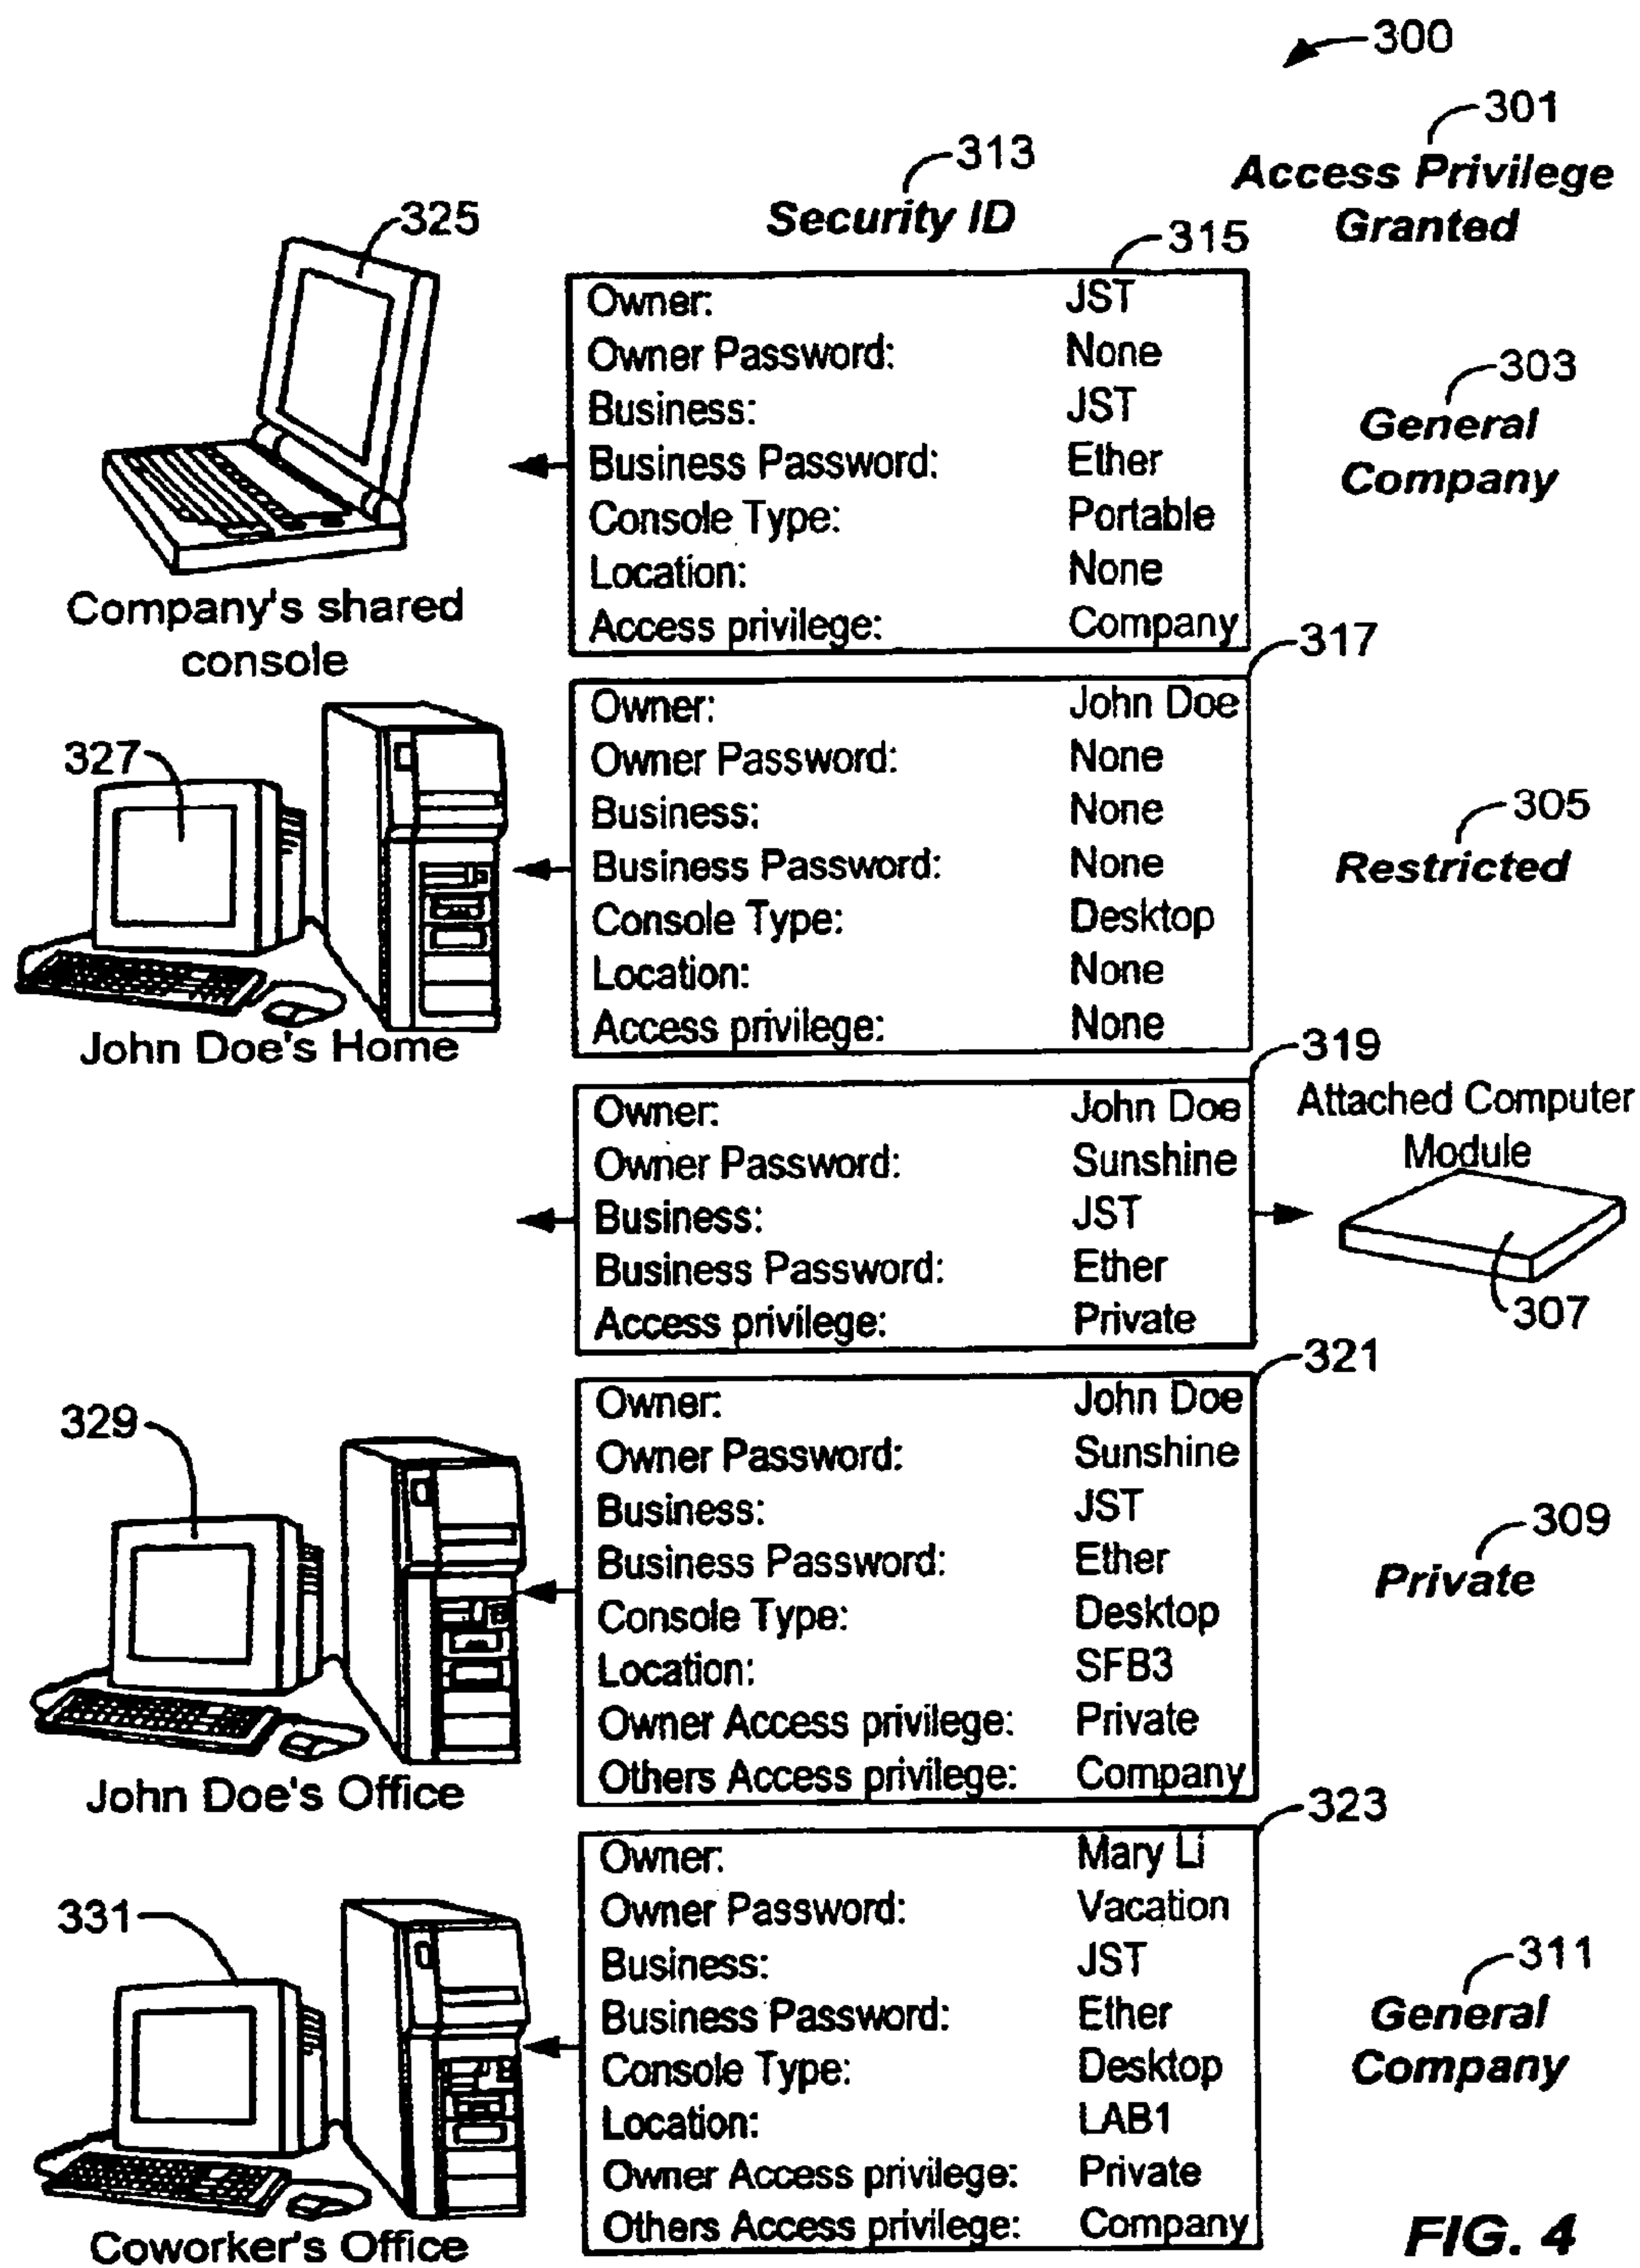 300
301
Access Privilege
Granted
313
Security ID
325
315
Owner: JST
Owner Password: None
Business: JST
Business Password: Ether
Console Type: Portable
Location: None
Access privilege: Company
303
General
Company
Company's shared
console
317
327
Owner: John Doe
Owner Password: None
Business: None
Business Password: None
Console Type: Desktop
Location: None
Access privilege: None
305
Restricted
John Doe's Home
319
Owner: John Doe
Owner Password: Sunshine
Business: JST
Business Password: Ether
Access privilege: Private
Attached Computer
Module
307
321
329
Owner: John Doe
Owner Password: Sunshine
Business: JST
Business Password: Ether
Console Type: Desktop
Location: SFB3
Owner Access privilege: Private
Others Access privilege: Company
309
Private
John Doe's Office
323
331
Owner: Mary Li
Owner Password: Vacation
Business: JST
Business Password: Ether
Console Type: Desktop
Location: LAB1
Owner Access privilege: Private
Others Access privilege: Company
311
General
Company
Coworker's Office
FIG. 4